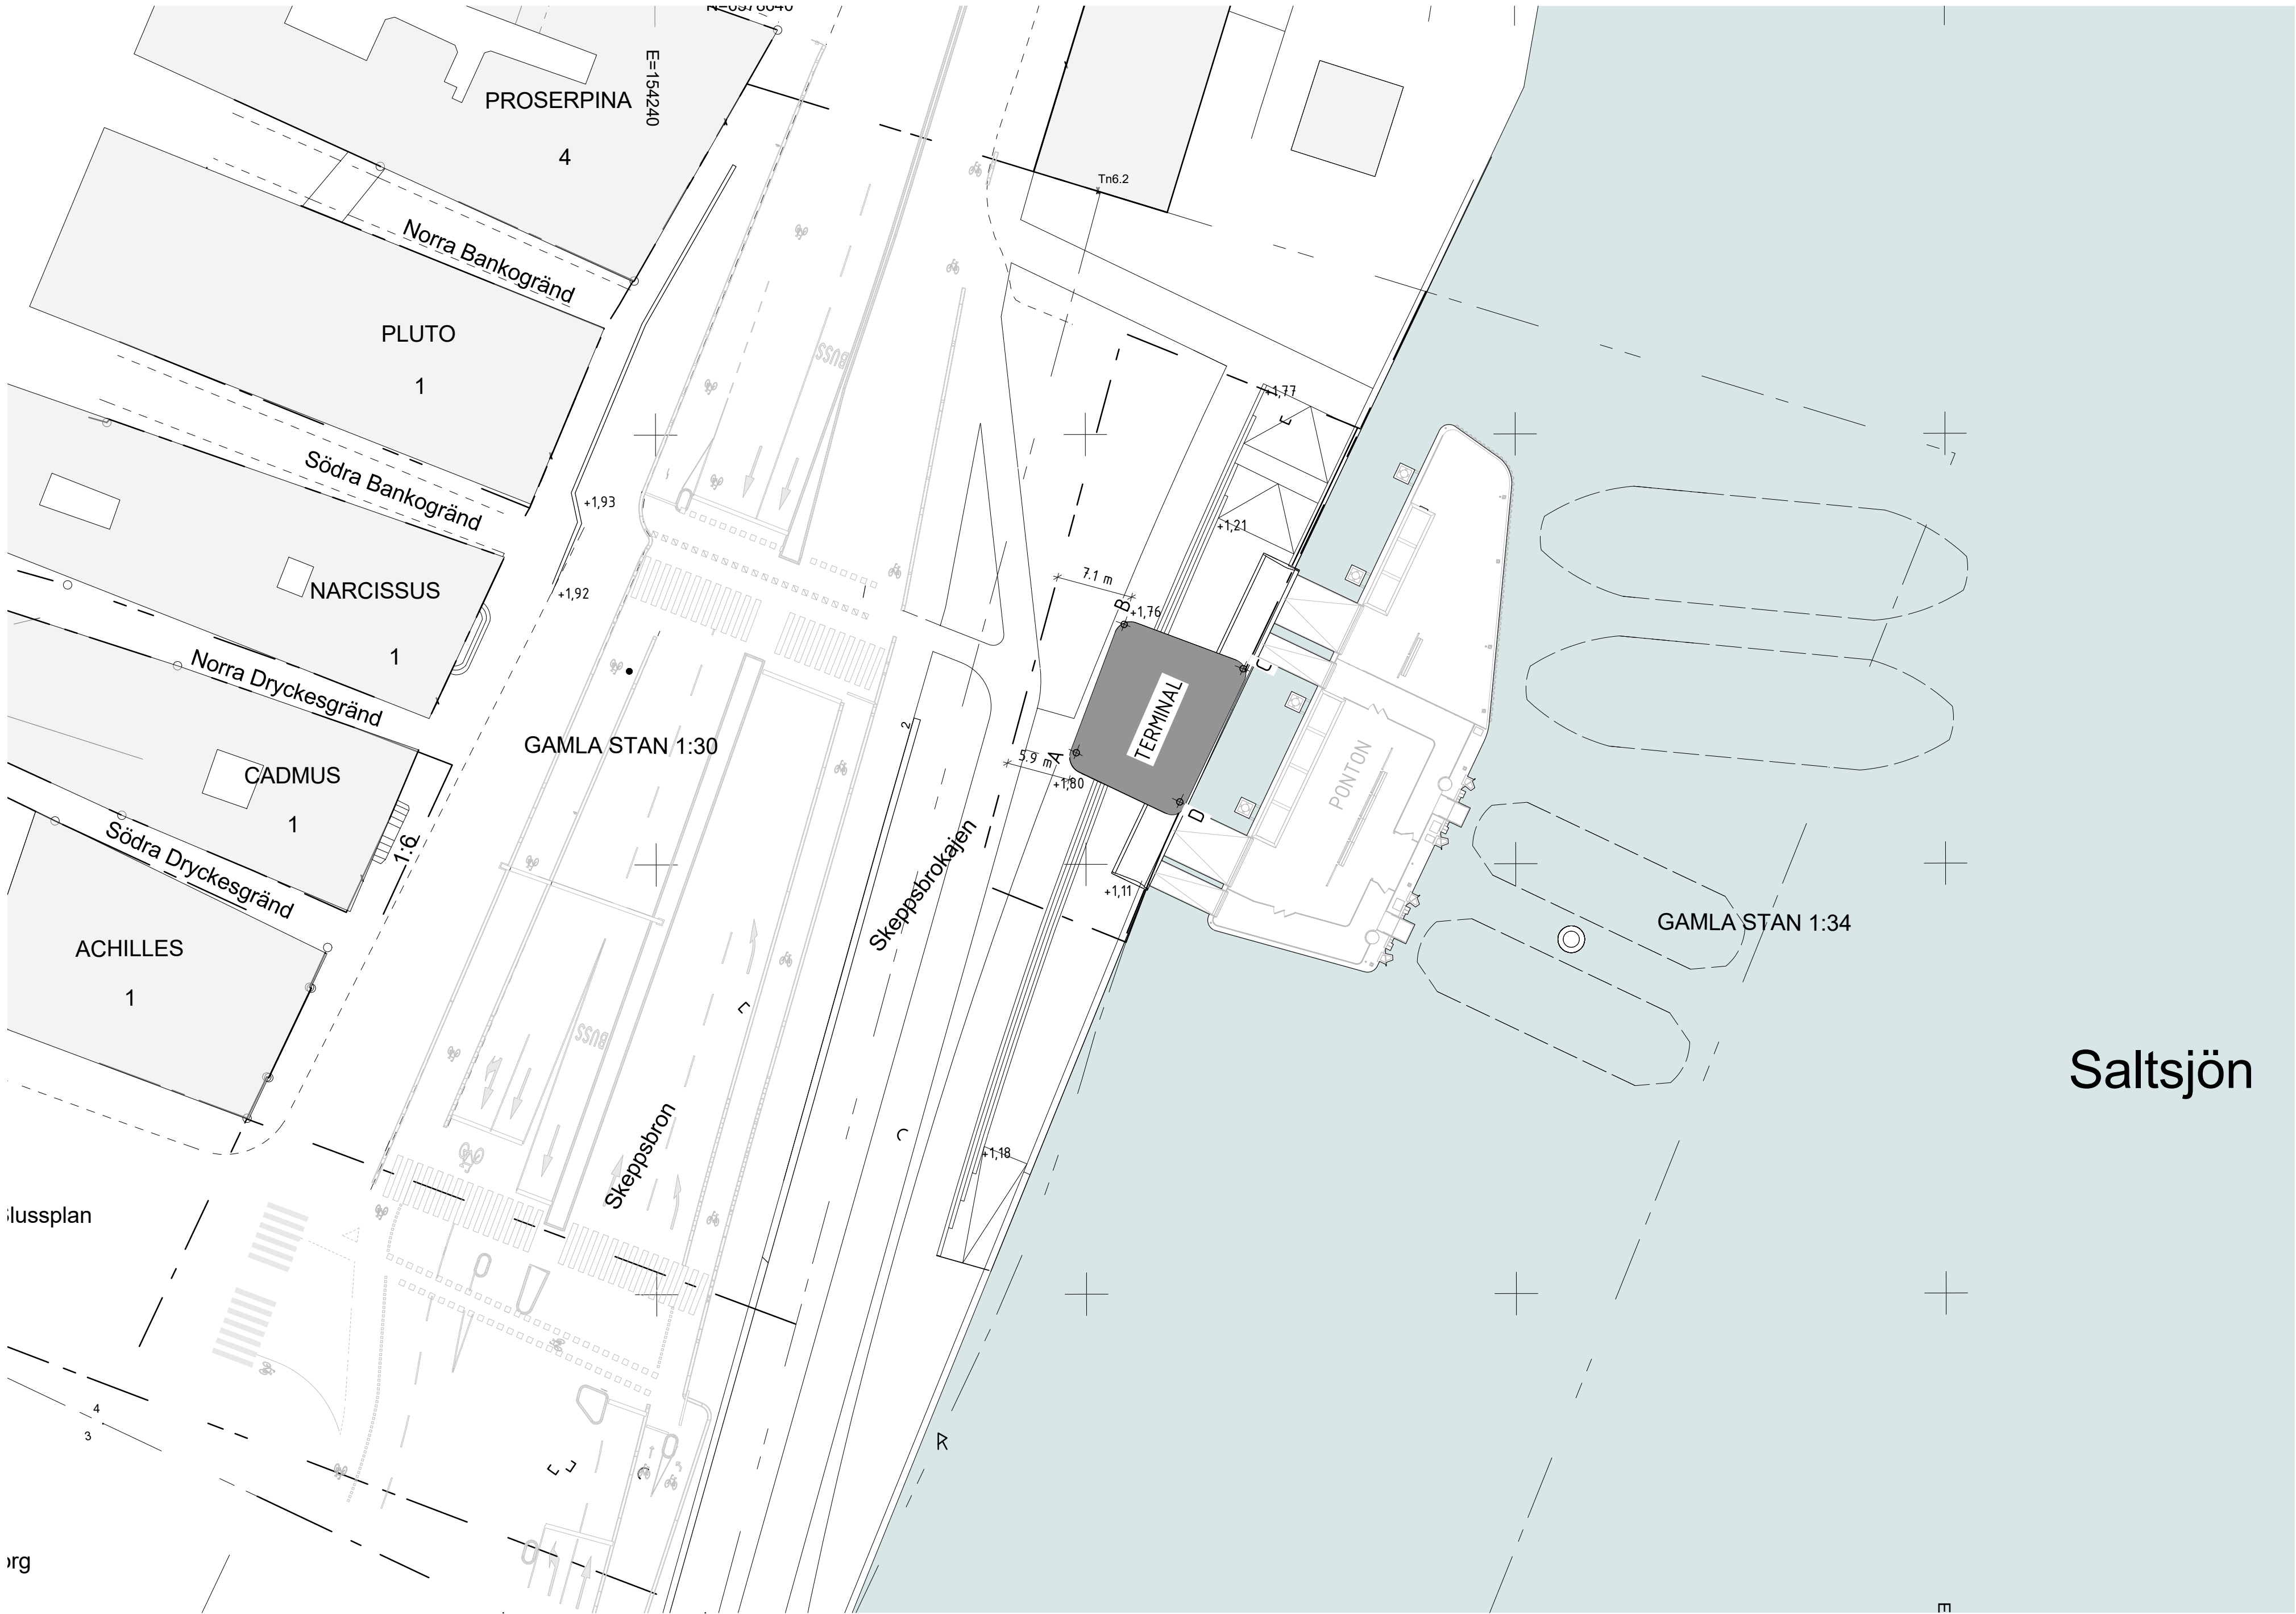 PROSERPINA
4
E=154240
Tn6.2
Norra Bankogränd
PLUTO
1
BUSS
+1,77
E
Södra Bankogränd
+1,93
+1,21
NARCISSUS
1
+1,92
7.1 m
B
+1,76
Norra Dryckesgränd
C
TERMINAL
GAMLA STAN 1:30
2
A
5.9 m
+1,80
PONTON
D
CADMUS
1
Södra Dryckesgränd
1:6
Skeppsbrokajen
+1,11
GAMLA STAN 1:34
ACHILLES
1
BUSS
Saltsjön
Skeppsbron
C
+1,18
lussplan
4
3
R
org
E